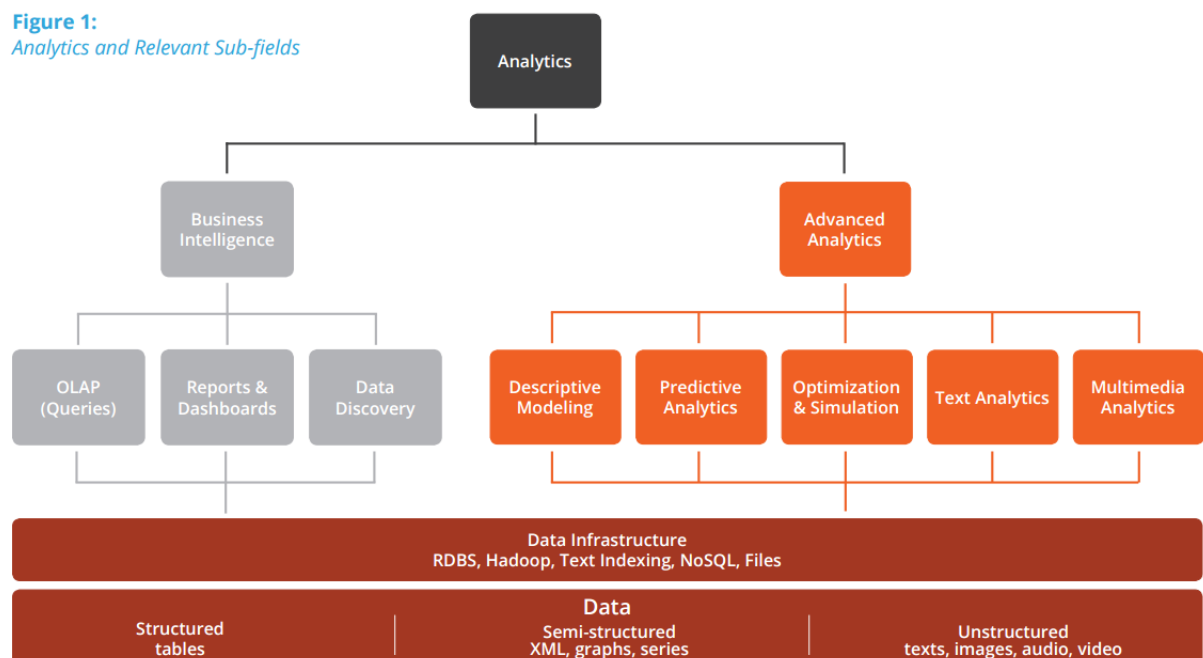 Figure 1:
Analytics and Relevant Sub-fields
Analytics
Business
Intelligence
Advanced
Analytics
OLAP
(Queries)
Reports &
Dashboards
Data
Discovery
Descriptive
Modeling
Predictive
Analytics
Optimization
& Simulation
Text Analytics
Multimedia
Analytics
Data Infrastructure
RDBS, Hadoop, Text Indexing, NoSQL, Files
Data
Structured
tables
Semi-structured
XML, graphs, series
Unstructured
texts, images, audio, video